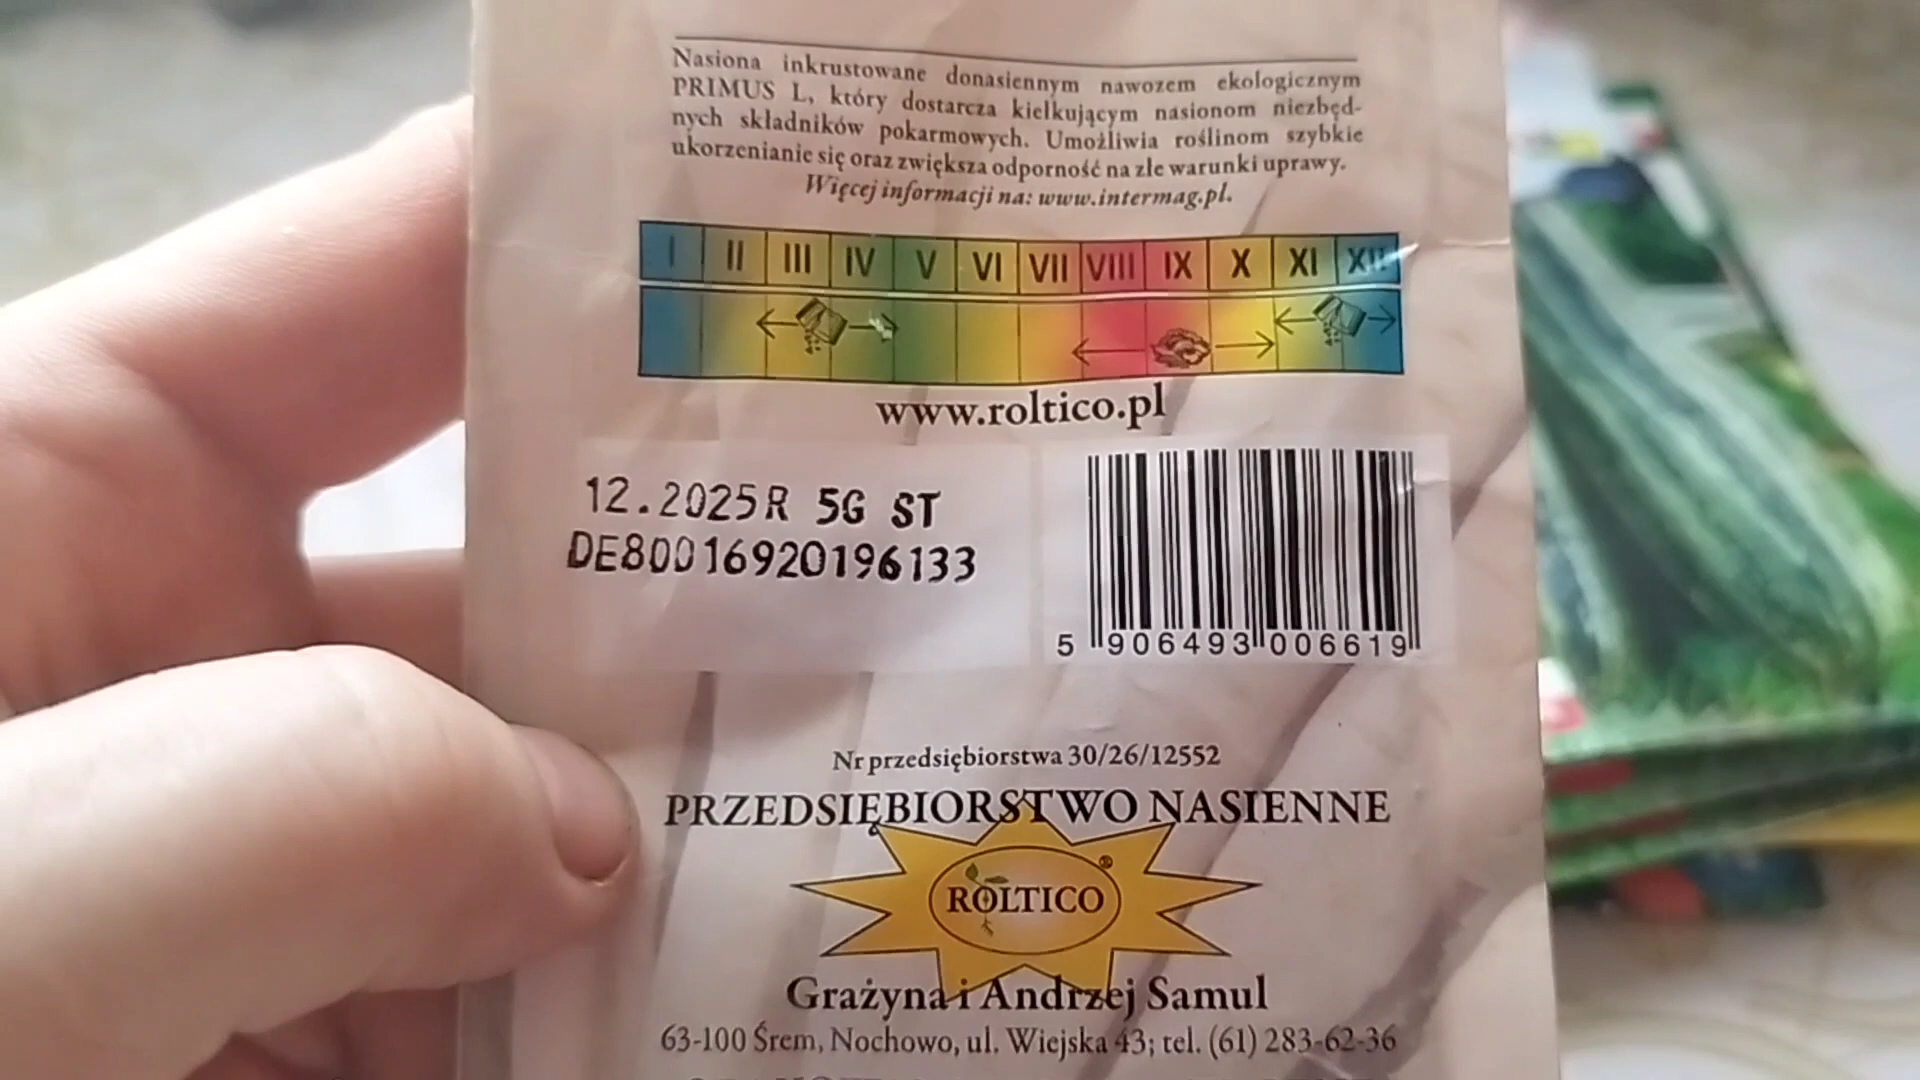 Nasiona inkrustowane donasiennym nawozem ekologicznym
PRIMUS L, który dostarcza kiełkującym nasionom niezbęd-
nych składników pokarmowych. Umożliwia roślinom szybkie
ukorzenianie się oraz zwiększa odporność na złe warunki uprawy.
Więcej informacji na: www.intermag.pl.
I II III IV V VI VII VIII IX X XI XII
www.roltico.pl
12.2025R 5G ST
DE80016920196133
5 906493 006619
Nr przedsiębiorstwa 30/26/12552
PRZEDSIĘBIORSTWO NASIENNE
ROLTICO ®
Grażyna i Andrzej Samul
63-100 Śrem, Nochowo, ul. Wiejska 43; tel. (61) 283-62-36